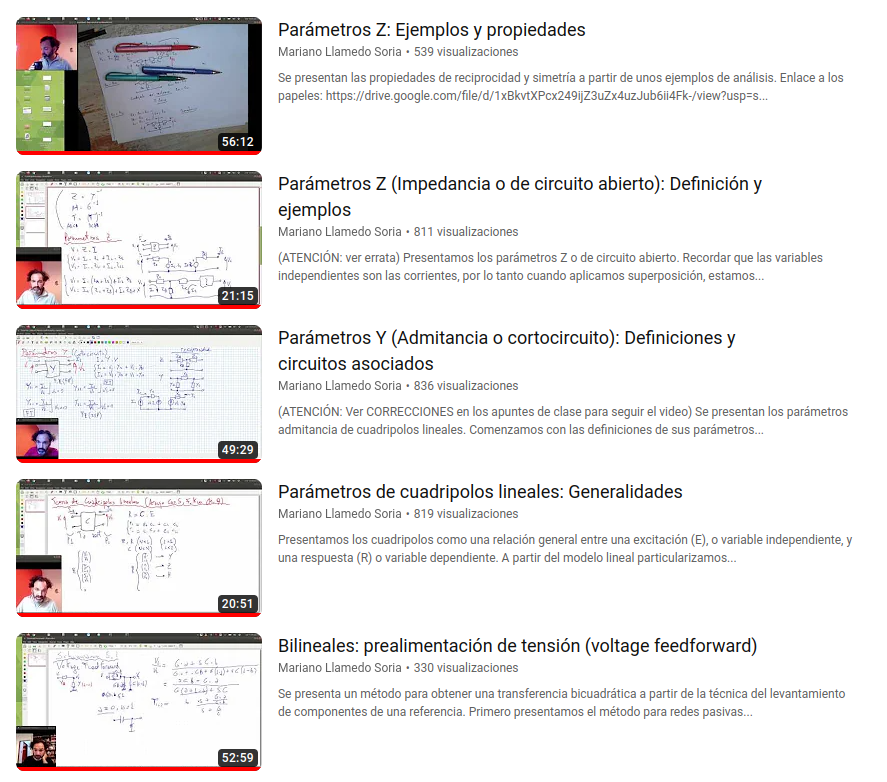 56:12
Parámetros Z: Ejemplos y propiedades
Mariano Llamedo Soria • 539 visualizaciones
Se presentan las propiedades de reciprocidad y simetría a partir de unos ejemplos de análisis. Enlace a los
papeles: https://drive.google.com/file/d/1xBkvtXPcx249ijZ3uZx4uzJub6ii4Fk-/view?usp=s...
Parámetros Z
21:15
Parámetros Z (Impedancia o de circuito abierto): Definición y
ejemplos
Mariano Llamedo Soria • 811 visualizaciones
(ATENCIÓN: ver errata) Presentamos los parámetros Z o de circuito abierto. Recordar que las variables
independientes son las corrientes, por lo tanto cuando aplicamos superposición, estamos...
49:29
Parámetros Y (Admitancia o cortocircuito): Definiciones y
circuitos asociados
Mariano Llamedo Soria • 836 visualizaciones
(ATENCIÓN: Ver CORRECCIONES en los apuntes de clase para seguir el video) Se presentan los parámetros
admitancia de cuadripolos lineales. Comenzamos con las definiciones de sus parámetros...
20:51
Parámetros de cuadripolos lineales: Generalidades
Mariano Llamedo Soria • 819 visualizaciones
Presentamos los cuadripolos como una relación general entre una excitación (E), o variable independiente, y
una respuesta (R) o variable dependiente. A partir del modelo lineal particularizamos...
Voltage Feedforward
52:59
Bilineales: prealimentación de tensión (voltage feedforward)
Mariano Llamedo Soria • 330 visualizaciones
Se presenta un método para obtener una transferencia bicuadrática a partir de la técnica del levantamiento
de componentes de una referencia. Primero presentamos el método para redes pasivas...